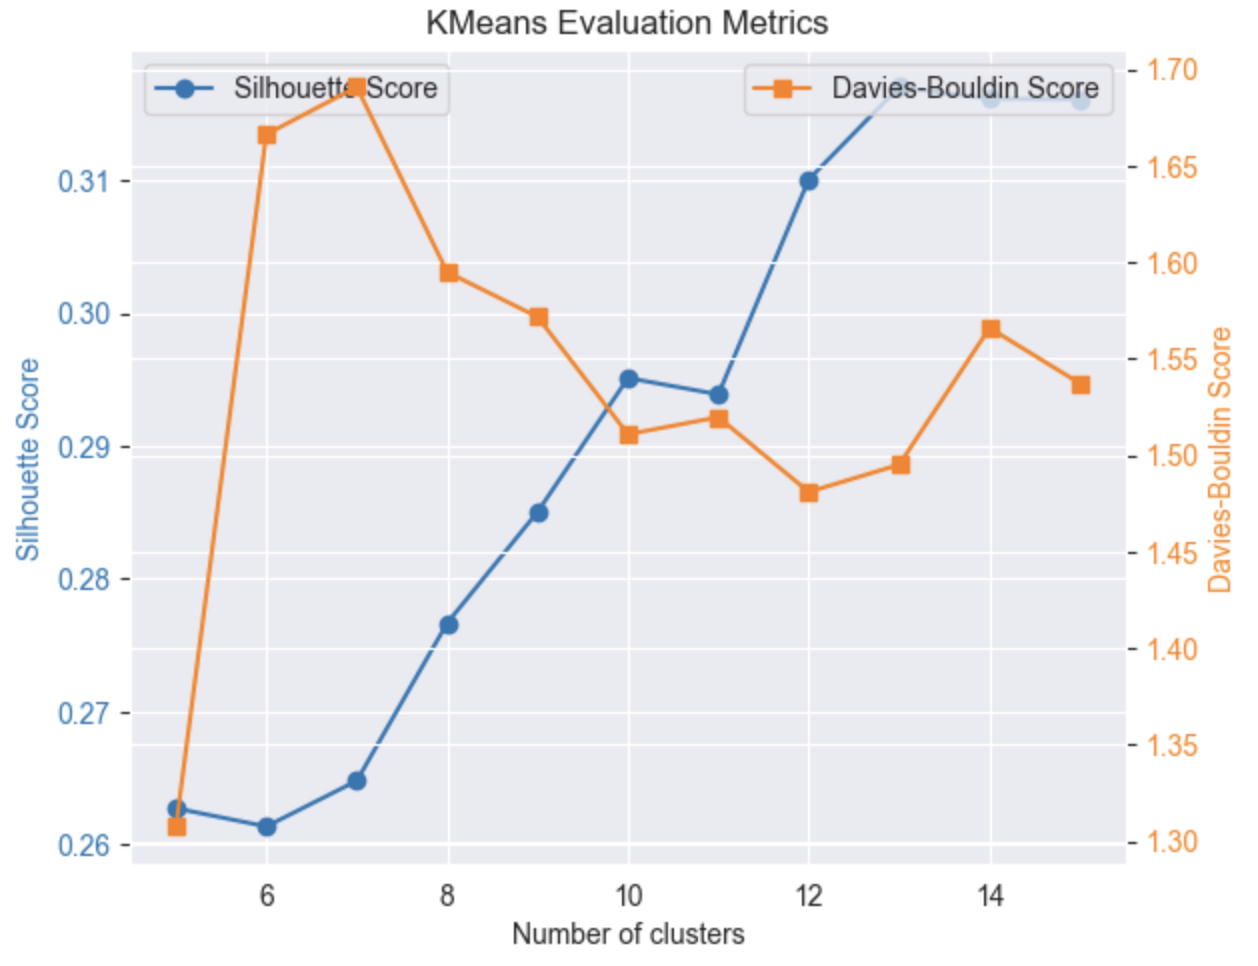 KMeans Evaluation Metrics
Silhouette Score
Davies-Bouldin Score
0.31
0.30
0.29
0.28
0.27
0.26
Silhouette Score
1.70
1.65
1.60
1.55
1.50
1.45
1.40
1.35
1.30
Davies-Bouldin Score
6 8 10 12 14
Number of clusters